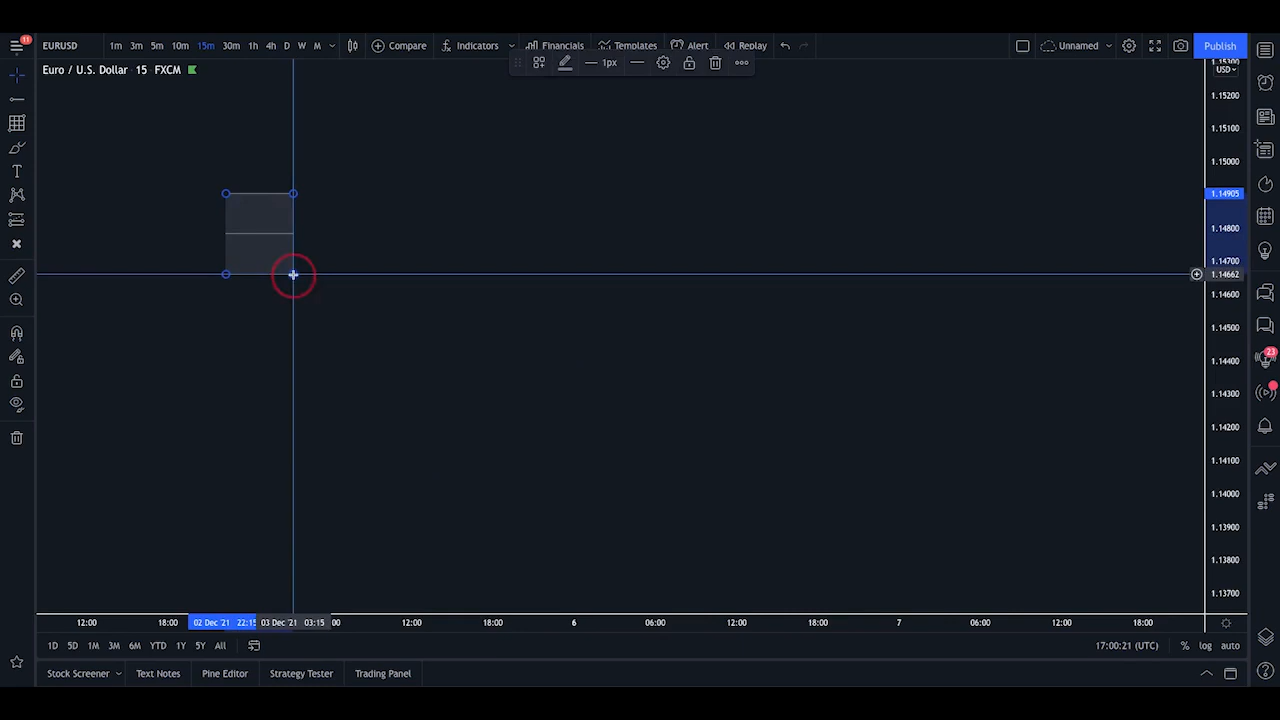 11
EURUSD
1m 3m 5m 10m 15m 30m 1h 4h D W M
Compare
Indicators
Financials
Templates
Alert
Replay
Unnamed
Publish
Euro / U.S. Dollar 15 FXCM
1px
USD
1.15300
1.15200
1.15100
1.15000
1.14905
1.14800
1.14700
1.14662
1.14600
1.14500
1.14400
1.14300
1.14200
1.14100
1.14000
1.13900
1.13800
1.13700
23
12:00 18:00 02 Dec '21 22:15 03 Dec '21 03:15 :00 12:00 18:00 6 06:00 12:00 18:00 7 06:00 12:00 18:00
1D 5D 1M 3M 6M YTD 1Y 5Y All
17:00:21 (UTC) % log auto
Stock Screener Text Notes Pine Editor Strategy Tester Trading Panel